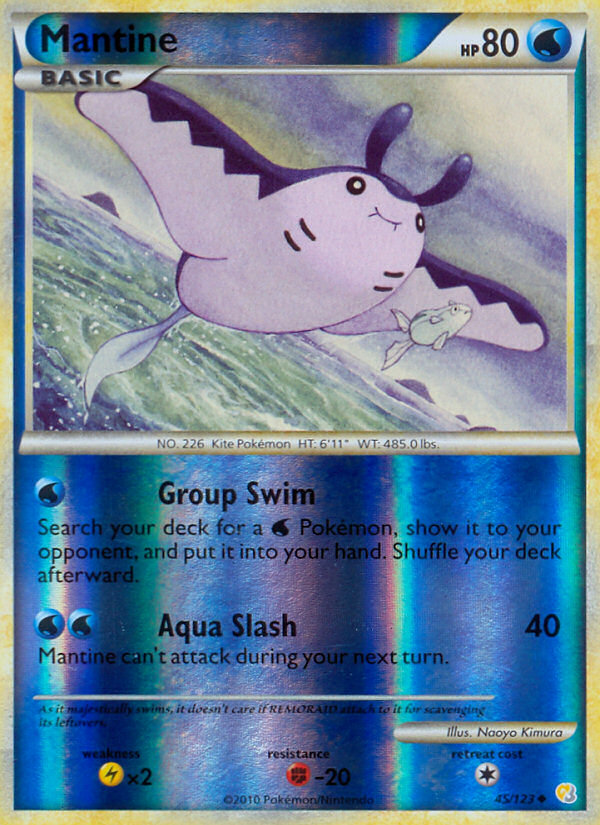 Mantine
HP 80
BASIC
NO. 226 Kite Pokémon HT: 6'11" WT: 485.0 lbs.
Group Swim
Search your deck for a Pokémon, show it to your
opponent, and put it into your hand. Shuffle your deck
afterward.
Aqua Slash 40
Mantine can't attack during your next turn.
As it majestically swims, it doesn't care if REMORAID attach to it for scavenging
its leftovers.
Illus. Naoyo Kimura
weakness resistance retreat cost
×2 -20
©2010 Pokémon/Nintendo 45/123